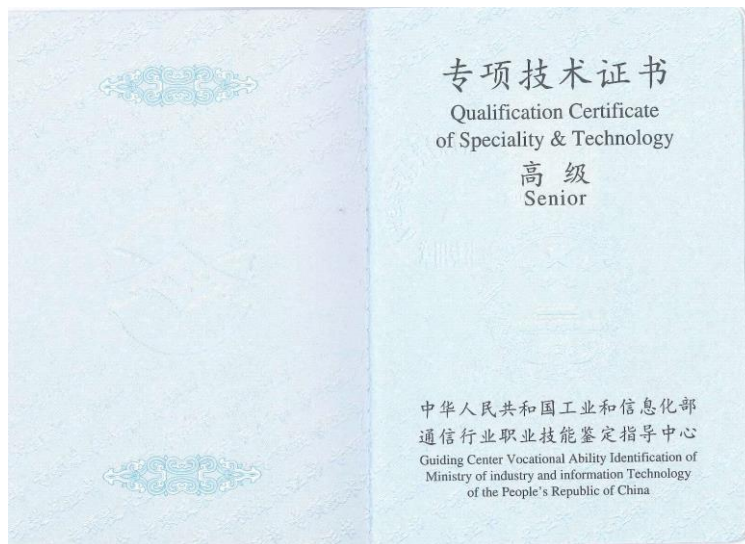 专项技术证书
Qualification Certificate
of Speciality & Technology
高 级
Senior
中华人民共和国工业和信息化部
通信行业职业技能鉴定指导中心
Guiding Center Vocational Ability Identification of
Ministry of industry and information Technology
of the People's Republic of China